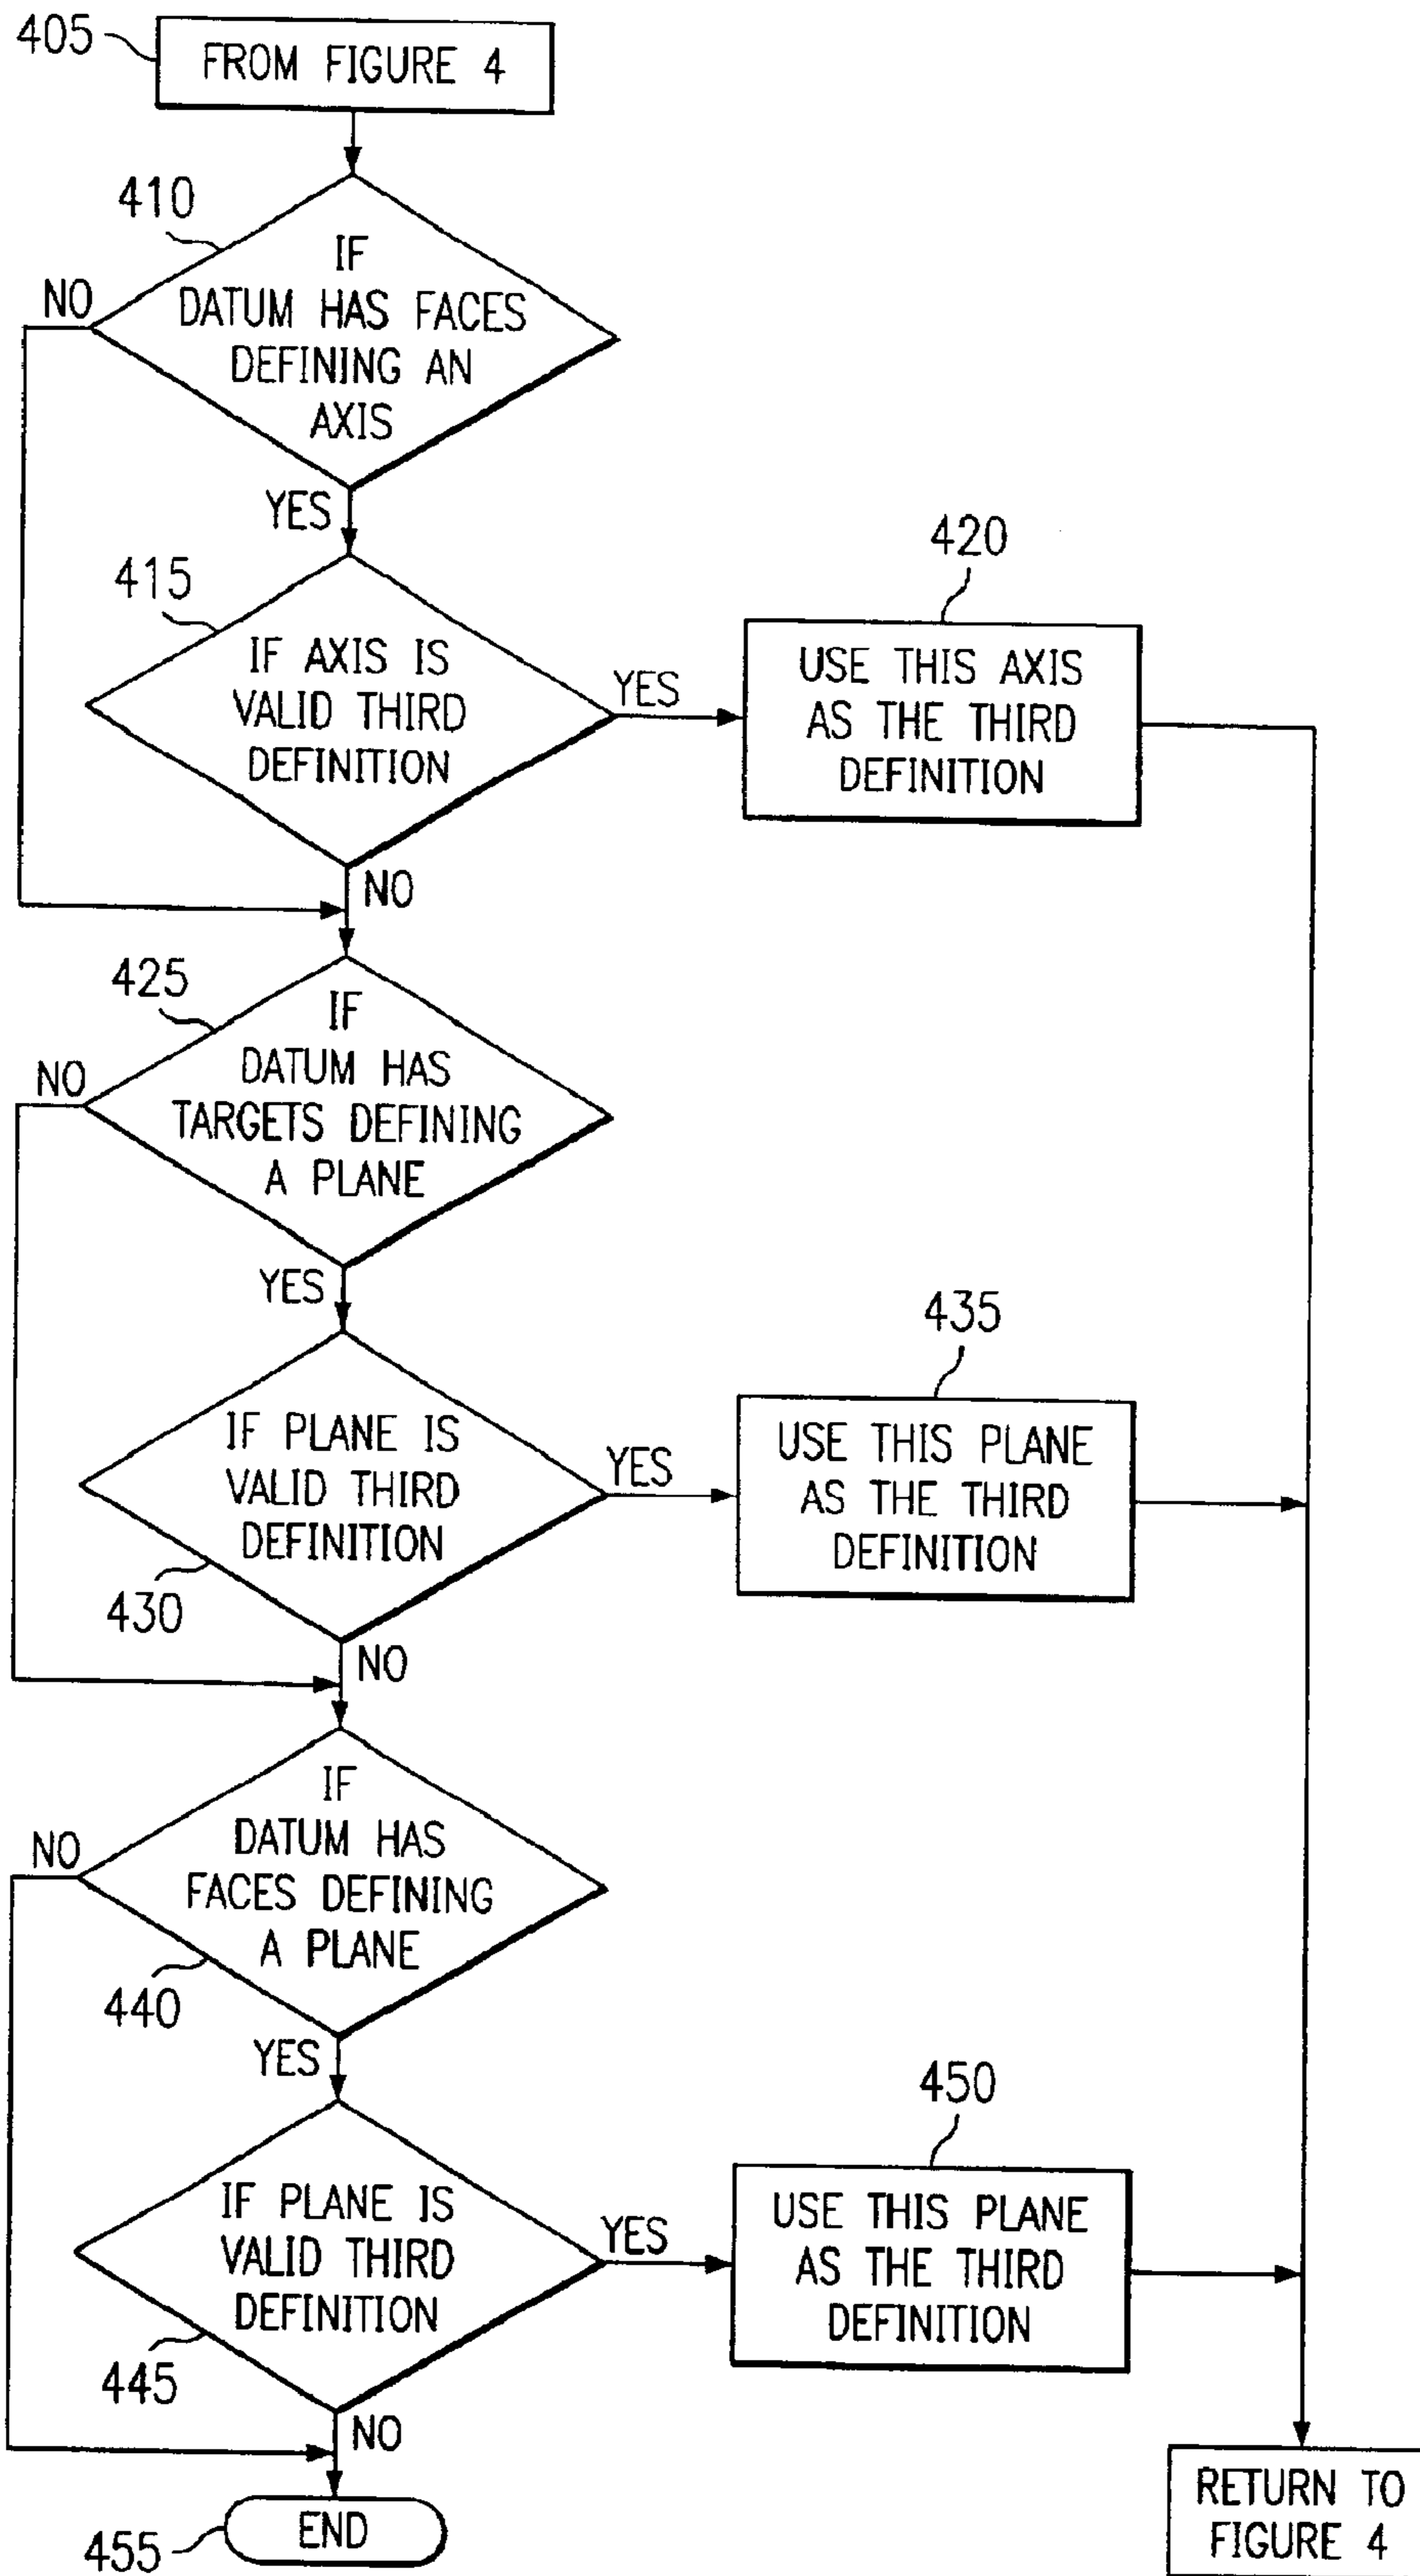 405
FROM FIGURE 4
410
NO
IF
DATUM HAS FACES
DEFINING AN
AXIS
YES
415
IF AXIS IS
VALID THIRD
DEFINITION
YES
420
USE THIS AXIS
AS THE THIRD
DEFINITION
NO
425
NO
IF
DATUM HAS
TARGETS DEFINING
A PLANE
YES
IF PLANE IS
VALID THIRD
DEFINITION
430
YES
435
USE THIS PLANE
AS THE THIRD
DEFINITION
NO
NO
IF
DATUM HAS
FACES DEFINING
A PLANE
440
YES
IF PLANE IS
VALID THIRD
DEFINITION
445
YES
450
USE THIS PLANE
AS THE THIRD
DEFINITION
NO
455
END
RETURN TO
FIGURE 4